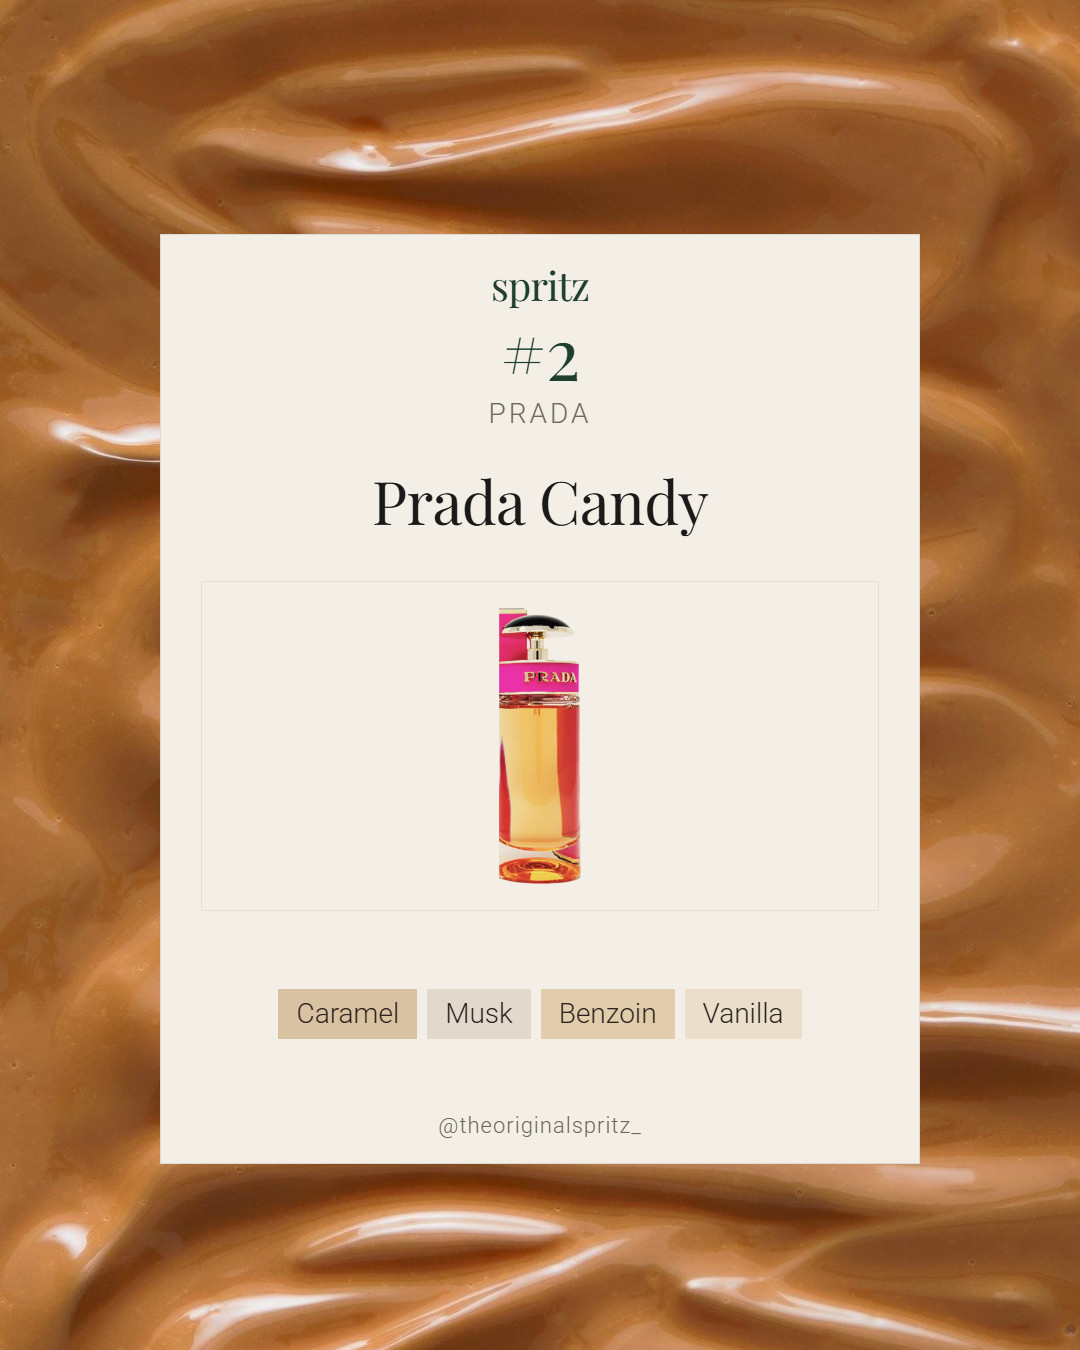 spritz
#2
PRADA
Prada Candy
PRADA
Caramel Musk Benzoin Vanilla
@theoriginalspritz_